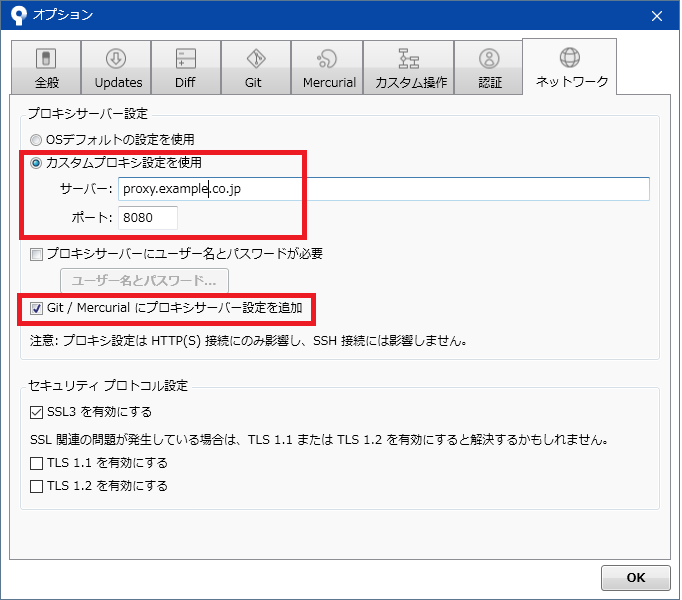 オプション
全般
Updates
Diff
Git
Mercurial
カスタム操作
認証
ネットワーク
プロキシサーバー設定
OSデフォルトの設定を使用
カスタムプロキシ設定を使用
サーバー: proxy.example.co.jp
ポート: 8080
プロキシサーバーにユーザー名とパスワードが必要
ユーザー名とパスワード...
Git / Mercurial にプロキシサーバー設定を追加
注意: プロキシ設定は HTTP(S) 接続にのみ影響し、SSH 接続には影響しません。
セキュリティ プロトコル設定
SSL3 を有効にする
SSL 関連の問題が発生している場合は、TLS 1.1 または TLS 1.2 を有効にすると解決するかもしれません。
TLS 1.1 を有効にする
TLS 1.2 を有効にする
OK